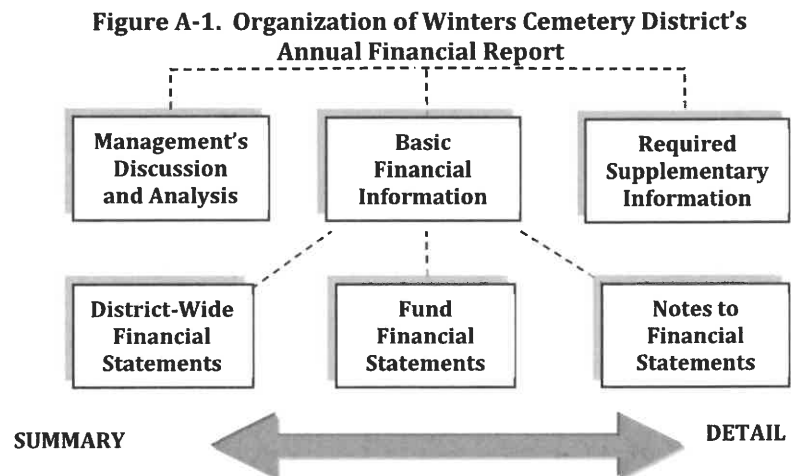 Figure A-1. Organization of Winters Cemetery District's
Annual Financial Report
Management's
Discussion
and Analysis
Basic
Financial
Information
Required
Supplementary
Information
District-Wide
Financial
Statements
Fund
Financial
Statements
Notes to
Financial
Statements
SUMMARY
DETAIL